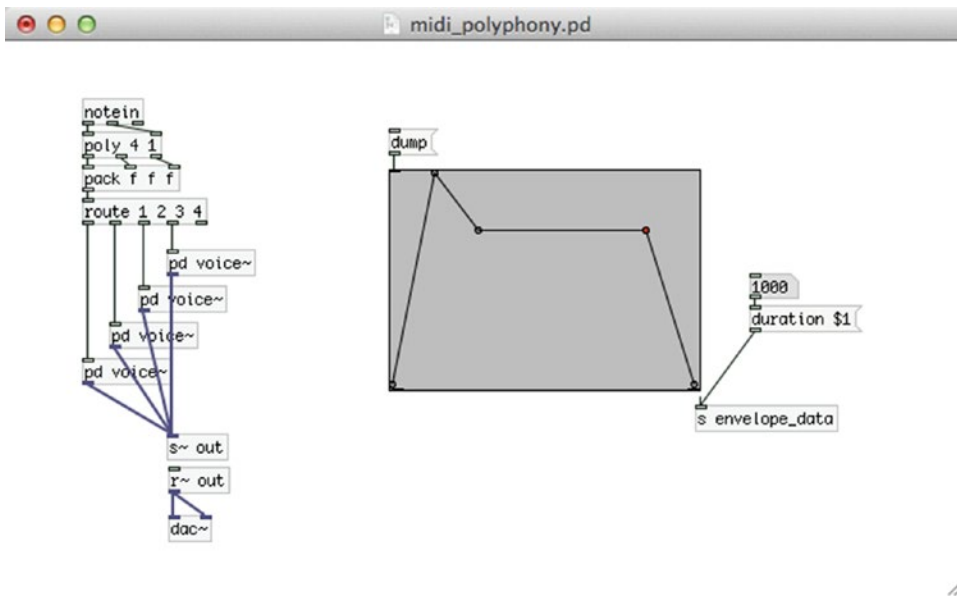 midi_polyphony.pd
notein
poly 4 1
pack f f f
route 1 2 3 4
pd voice~
pd voice~
pd voice~
pd voice~
s~ out
r~ out
dac~
dump
1000
duration $1
s envelope_data